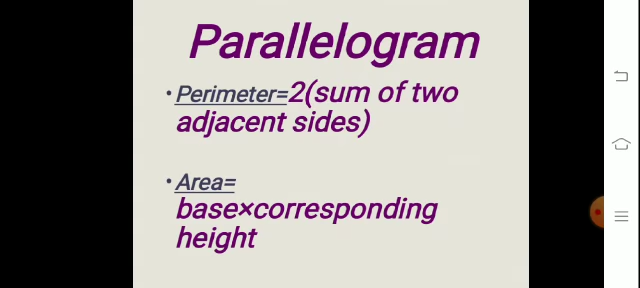 Parallelogram
• Perimeter=2(sum of two
adjacent sides)
• Area=
base×corresponding
height